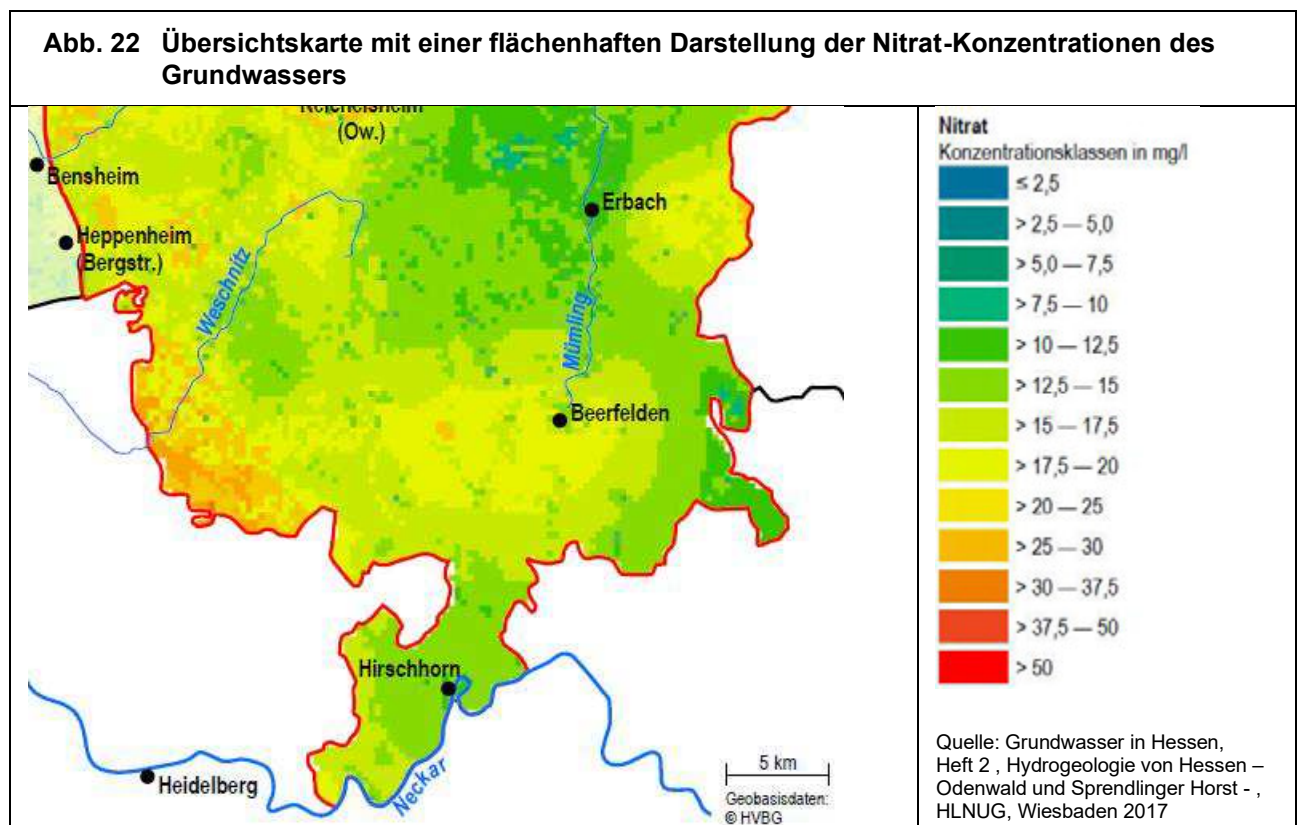 Abb. 22 Übersichtskarte mit einer flächenhaften Darstellung der Nitrat-Konzentrationen des
Grundwassers
Reichelsheim
(Ow.)
Bensheim
Erbach
Heppenheim
(Bergstr.)
Weschnitz
Mümling
Beerfelden
Hirschhorn
Heidelberg
Neckar
5 km
Geobasisdaten:
© HVBG
Nitrat
Konzentrationsklassen in mg/l
≤ 2,5
> 2,5 — 5,0
> 5,0 — 7,5
> 7,5 — 10
> 10 — 12,5
> 12,5 — 15
> 15 — 17,5
> 17,5 — 20
> 20 — 25
> 25 — 30
> 30 — 37,5
> 37,5 — 50
> 50
Quelle: Grundwasser in Hessen,
Heft 2 , Hydrogeologie von Hessen –
Odenwald und Sprendlinger Horst - ,
HLNUG, Wiesbaden 2017